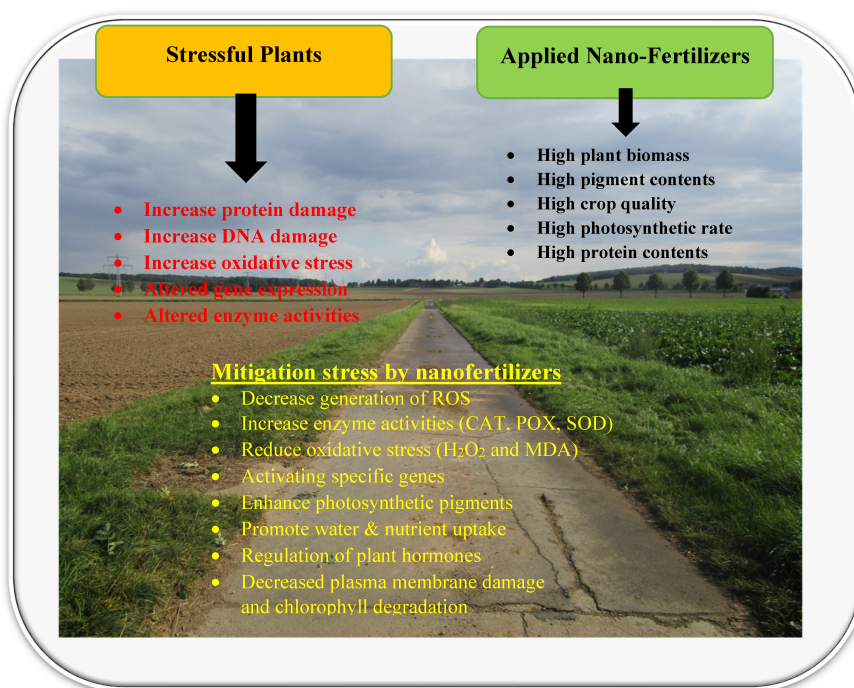 Stressful Plants
• Increase protein damage
• Increase DNA damage
• Increase oxidative stress
• Altered gene expression
• Altered enzyme activities
Applied Nano-Fertilizers
• High plant biomass
• High pigment contents
• High crop quality
• High photosynthetic rate
• High protein contents
Mitigation stress by nanofertilizers
• Decrease generation of ROS
• Increase enzyme activities (CAT, POX, SOD)
• Reduce oxidative stress (H₂O₂ and MDA)
• Activating specific genes
• Enhance photosynthetic pigments
• Promote water & nutrient uptake
• Regulation of plant hormones
• Decreased plasma membrane damage
and chlorophyll degradation